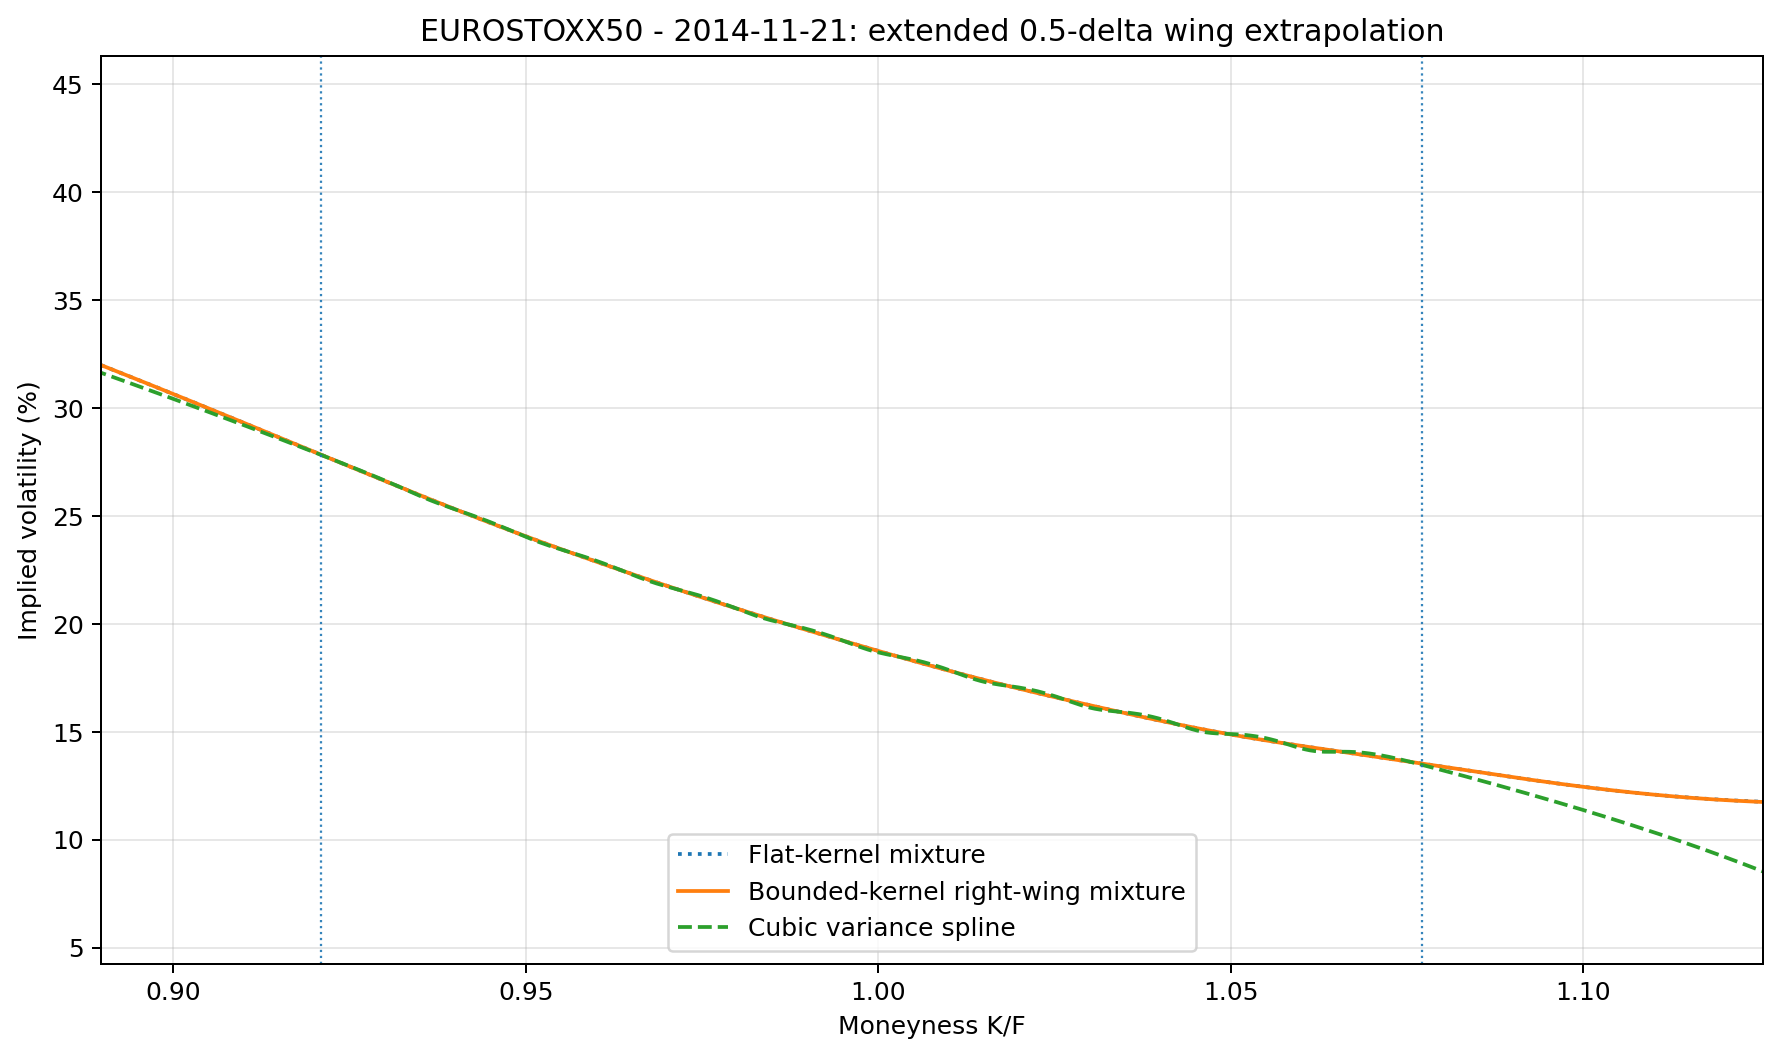 EUROSTOXX50 - 2014-11-21: extended 0.5-delta wing extrapolation
Implied volatility (%)
45
40
35
30
25
20
15
10
5
Flat-kernel mixture
Bounded-kernel right-wing mixture
Cubic variance spline
0.90
0.95
1.00
1.05
1.10
Moneyness K/F